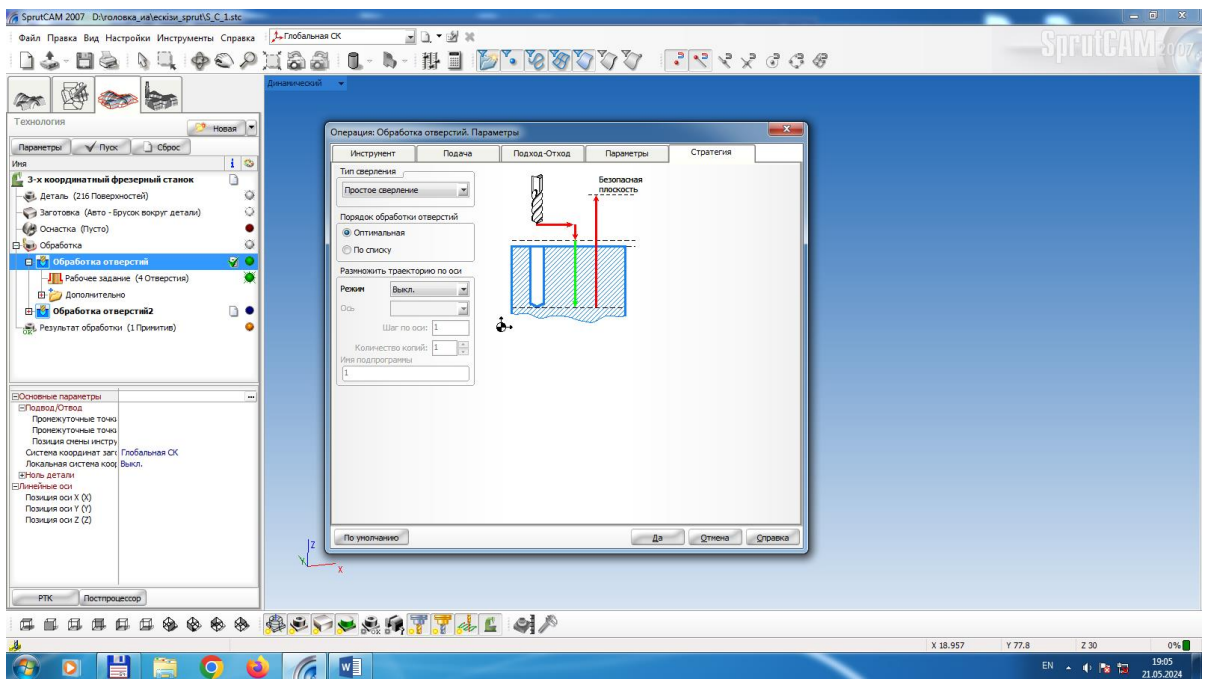 SprutCAM 2007 D:\головка_иа\ескізи_sprut\S_C_1.stc
Файл Правка Вид Настройки Инструменты Справка
Глобальная СК
SprutCAM 2007
Динамический
Технология
Новая
Параметры Пуск Сброс
Имя
3-х координатный фрезерный станок
Деталь (216 Поверхностей)
Заготовка (Авто - Брусок вокруг детали)
Оснастка (Пусто)
Обработка
Обработка отверстий
Рабочее задание (4 Отверстия)
Дополнительно
Обработка отверстий2
Результат обработки (1 Примитив)
Основные параметры
Подвод/Отвод
Промежуточные точки
Промежуточные точки
Позиция смены инстру
Система координат заго Глобальная СК
Локальная система коор Выкл.
Ноль детали
Линейные оси
Позиция оси X (X)
Позиция оси Y (Y)
Позиция оси Z (Z)
РТК Постпроцессор
Операция: Обработка отверстий. Параметры
Инструмент Подача Подход-Отход Параметры Стратегия
Тип сверления
Простое сверление
Порядок обработки отверстий
Оптимальная
По списку
Размножить траекторию по оси
Режим Выкл.
Ось
Шаг по оси: 1
Количество копий: 1
Имя подпрограммы
1
Безопасная
плоскость
По умолчанию Да Отмена Справка
Z
Y
X
X 18.957 Y 77.8 Z 30 0%
EN 19:05
21.05.2024